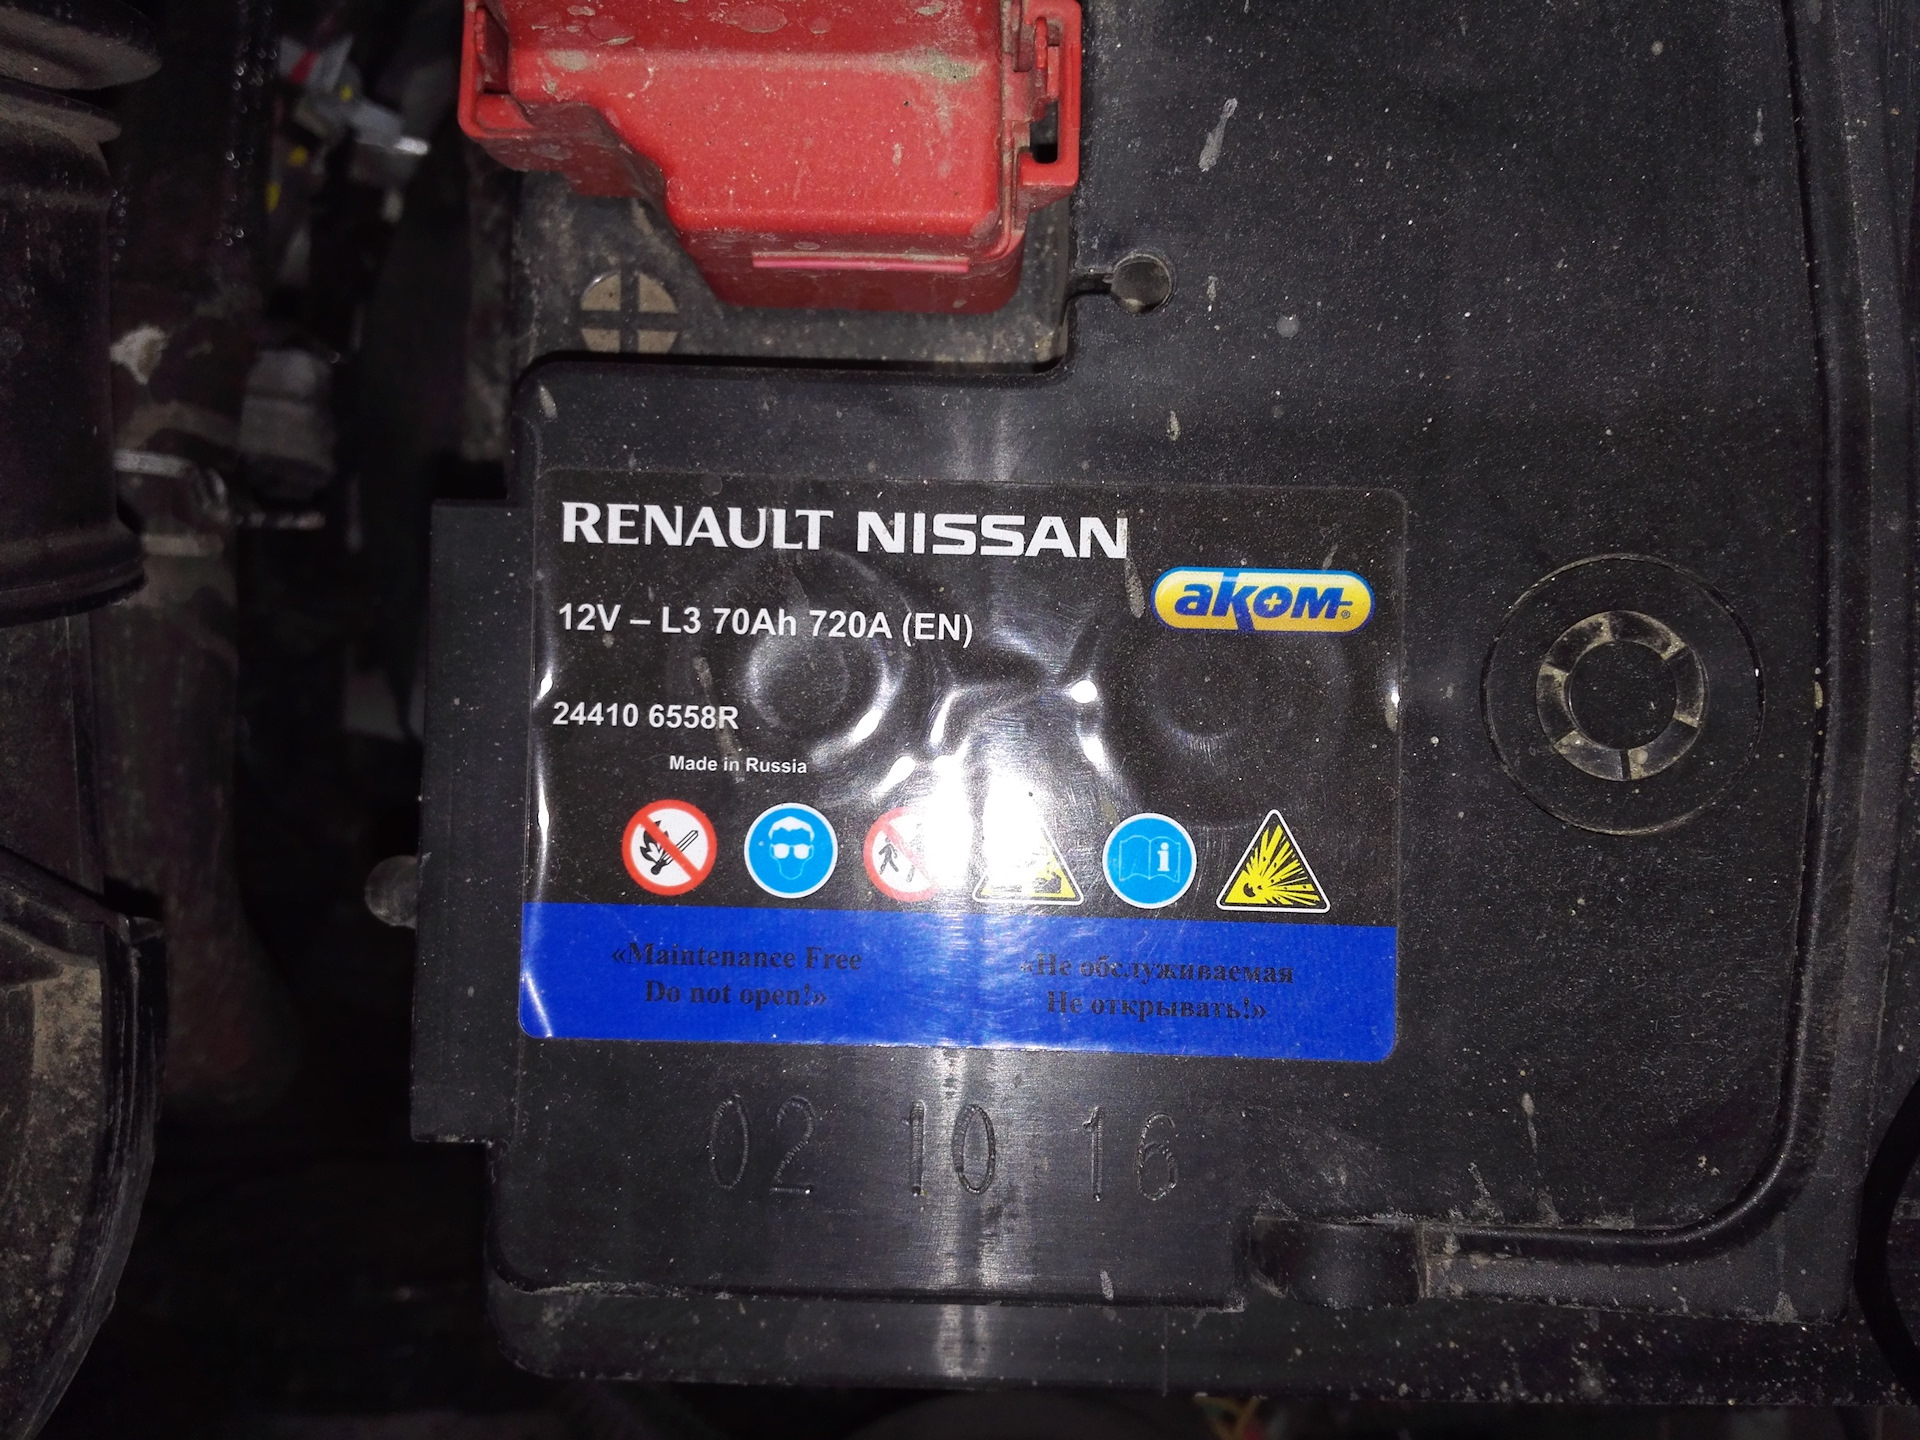 RENAULT NISSAN
aкom®
12V – L3 70Ah 720A (EN)
24410 6558R
Made in Russia
«Maintenance Free
Do not open!»
«Не обслуживаемая
Не открывать!»
02 10 16